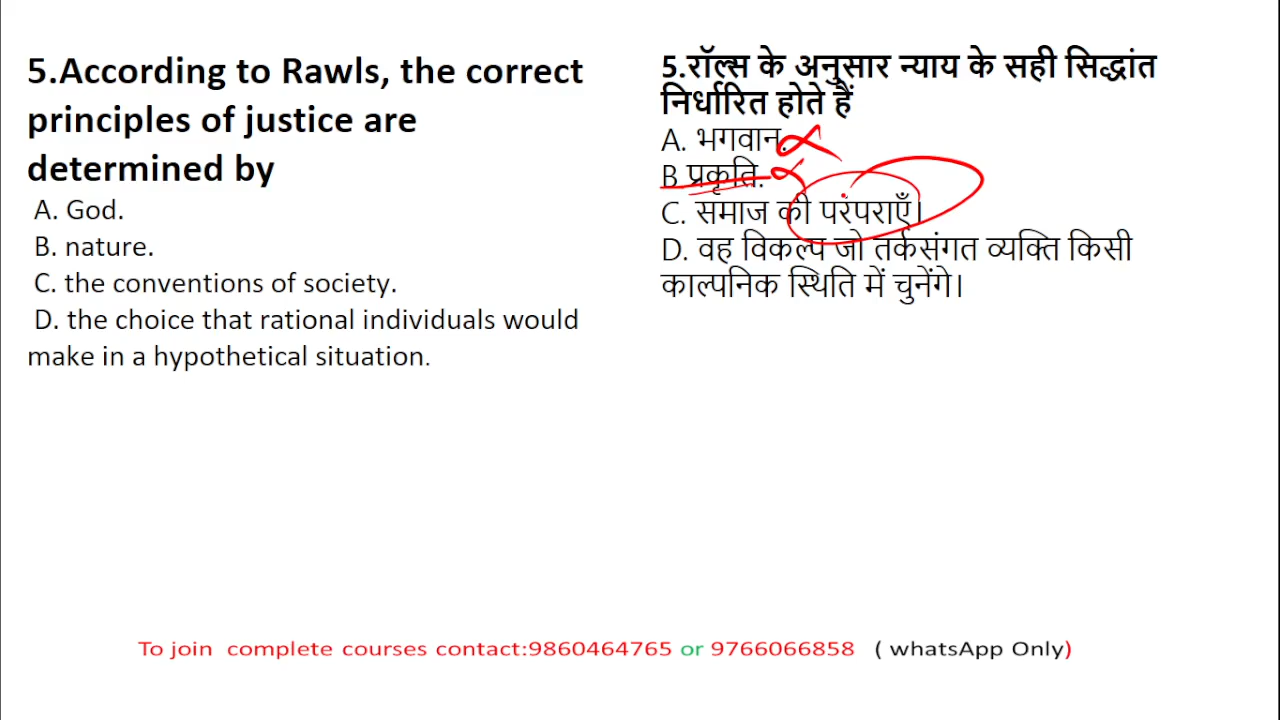 5.According to Rawls, the correct
principles of justice are
determined by
A. God.
B. nature.
C. the conventions of society.
D. the choice that rational individuals would
make in a hypothetical situation.
5.रॉल्स के अनुसार न्याय के सही सिद्धांत
निर्धारित होते हैं
A. भगवान.
B प्रकृति.
C. समाज की परंपराएँ।
D. वह विकल्प जो तर्कसंगत व्यक्ति किसी
काल्पनिक स्थिति में चुनेंगे।
To join complete courses contact:9860464765 or 9766066858 ( whatsApp Only)